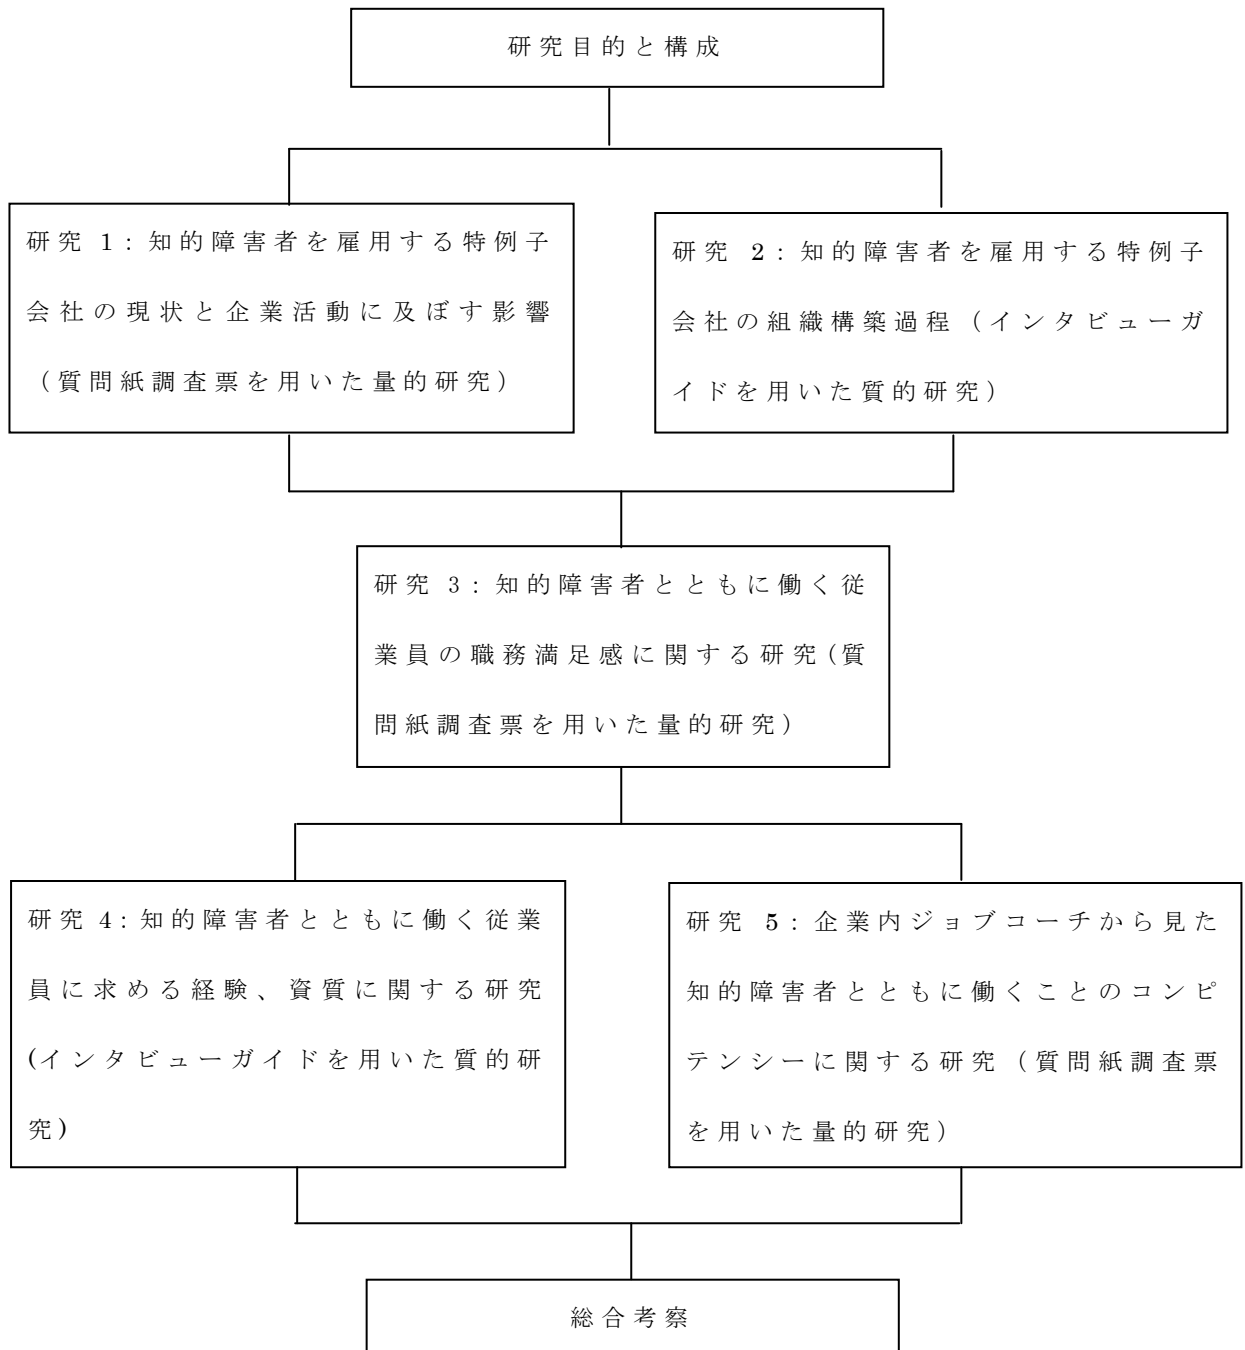 研究目的と構成
研究 1：知的障害者を雇用する特例子
会社の現状と企業活動に及ぼす影響
（質問紙調査票を用いた量的研究）
研究 2：知的障害者を雇用する特例子
会社の組織構築過程（インタビューガ
イドを用いた質的研究）
研究 3：知的障害者とともに働く従
業員の職務満足感に関する研究(質
問紙調査票を用いた量的研究）
研究 4：知的障害者とともに働く従業
員に求める経験、資質に関する研究
(インタビューガイドを用いた質的研
究)
研究 5：企業内ジョブコーチから見た
知的障害者とともに働くことのコンピ
テンシーに関する研究（質問紙調査票
を用いた量的研究）
総合考察